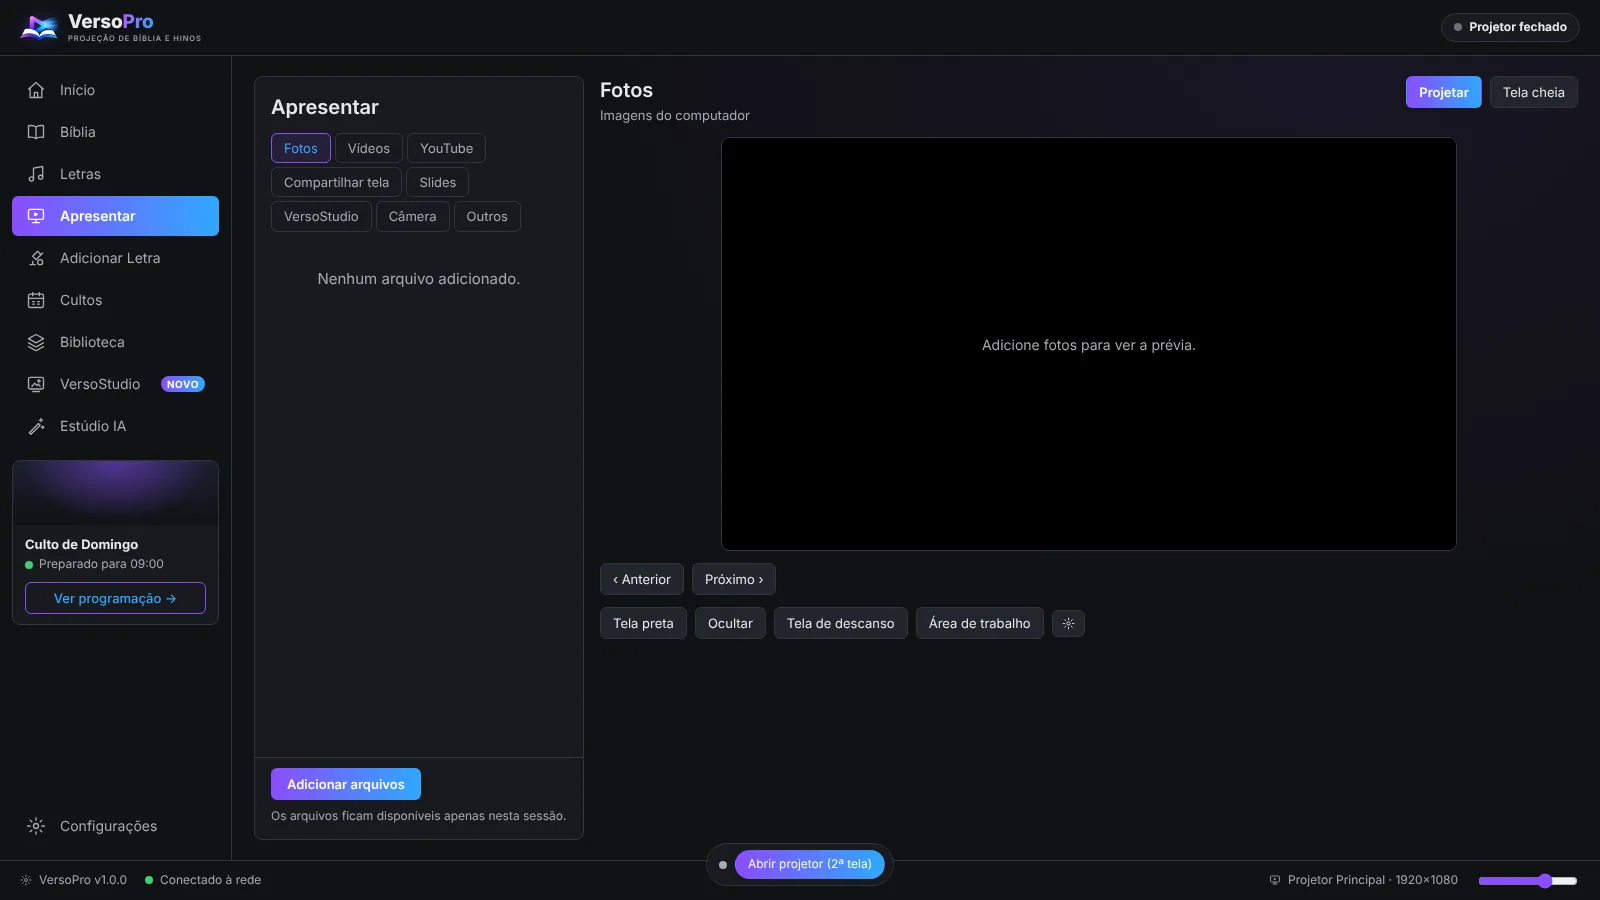 VersoPro
PROJEÇÃO DE BÍBLIA E HINOS
Projetor fechado
Início
Bíblia
Letras
Apresentar
Adicionar Letra
Cultos
Biblioteca
VersoStudio NOVO
Estúdio IA
Culto de Domingo
Preparado para 09:00
Ver programação →
Configurações
Apresentar
Fotos Vídeos YouTube
Compartilhar tela Slides
VersoStudio Câmera Outros
Nenhum arquivo adicionado.
Adicionar arquivos
Os arquivos ficam disponíveis apenas nesta sessão.
Fotos
Imagens do computador
Projetar Tela cheia
Adicione fotos para ver a prévia.
‹ Anterior Próximo ›
Tela preta Ocultar Tela de descanso Área de trabalho
VersoPro v1.0.0 Conectado à rede
Abrir projetor (2ª tela)
Projetor Principal · 1920×1080